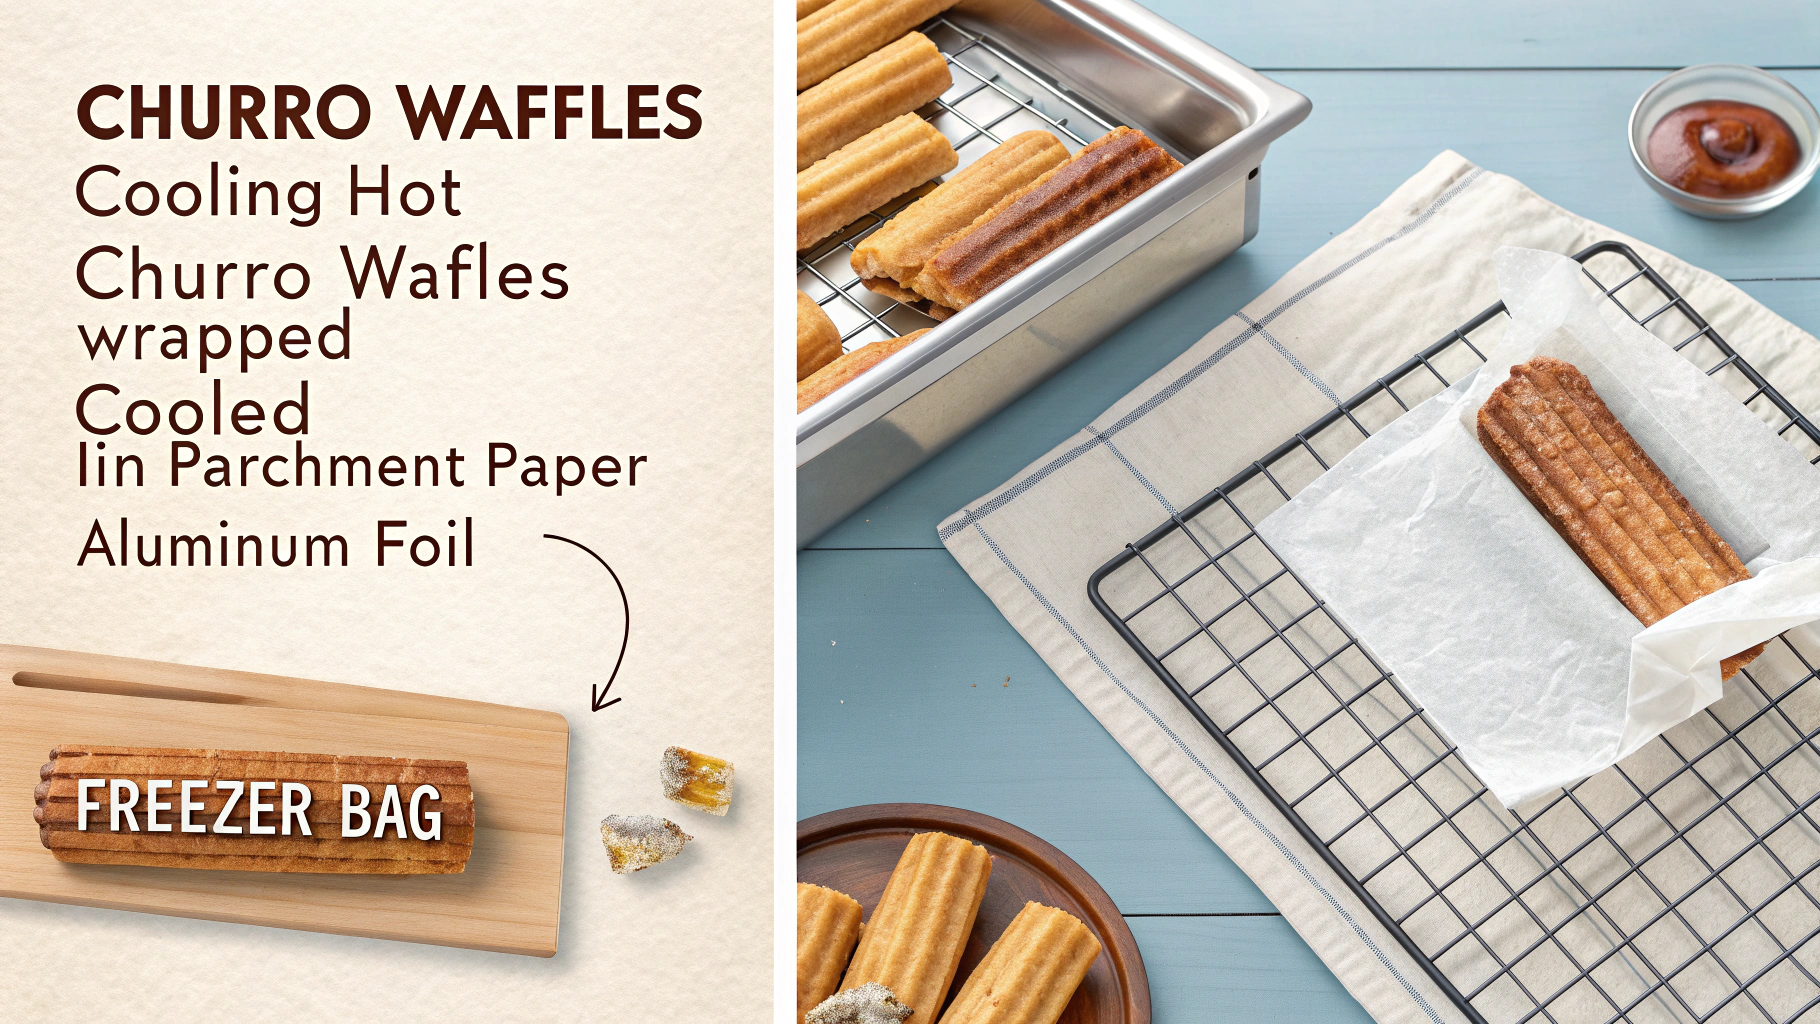 CHURRO WAFFLES
Cooling Hot
Churro Wafles
wrapped
Cooled
Iin Parchment Paper
Aluminum Foil
FREEZER BAG